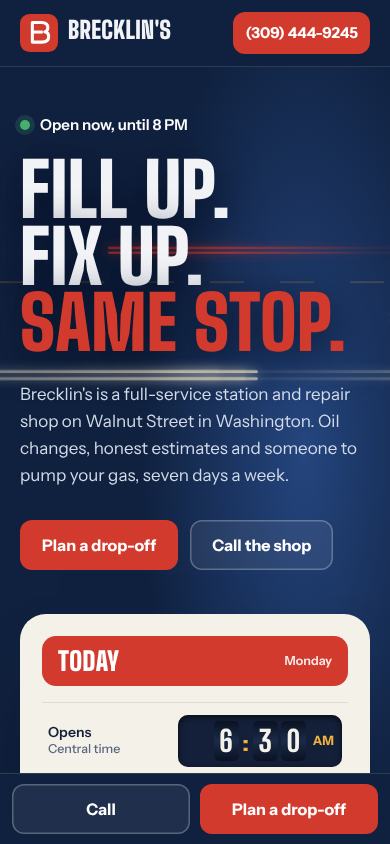 BRECKLIN'S
(309) 444-9245
Open now, until 8 PM
FILL UP.
FIX UP.
SAME STOP.
Brecklin's is a full-service station and repair
shop on Walnut Street in Washington. Oil
changes, honest estimates and someone to
pump your gas, seven days a week.
Plan a drop-off
Call the shop
TODAY
Monday
Opens
Central time
6:30 AM
Call
Plan a drop-off